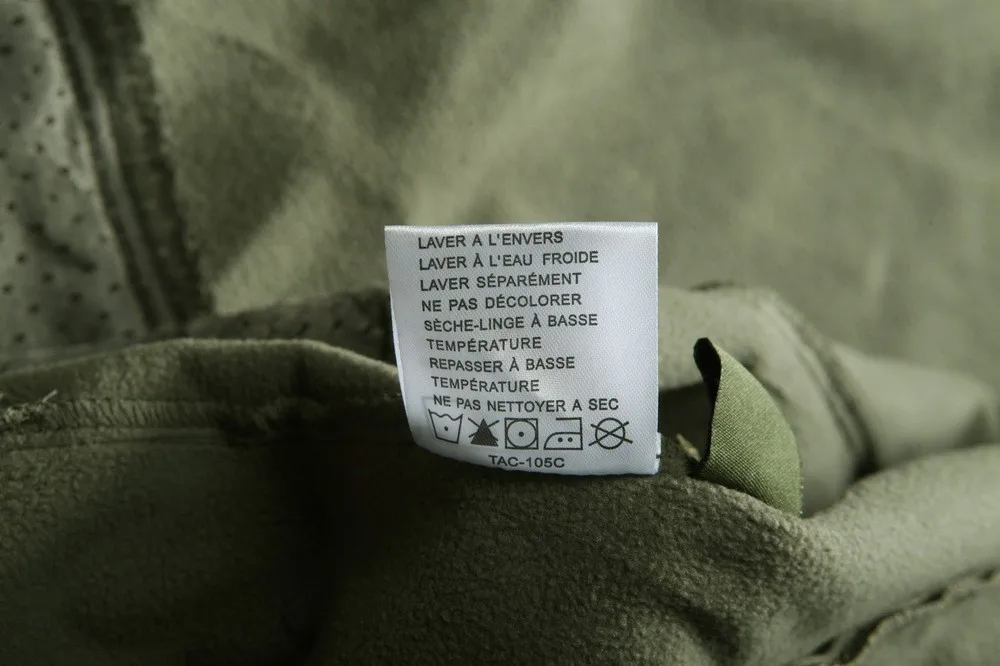 LAVER A L'ENVERS
LAVER À L'EAU FROIDE
LAVER SÉPARÉMENT
NE PAS DÉCOLORER
SÈCHE-LINGE À BASSE
TEMPÉRATURE
REPASSER À BASSE
TEMPÉRATURE
NE PAS NETTOYER A SEC
TAC-105C